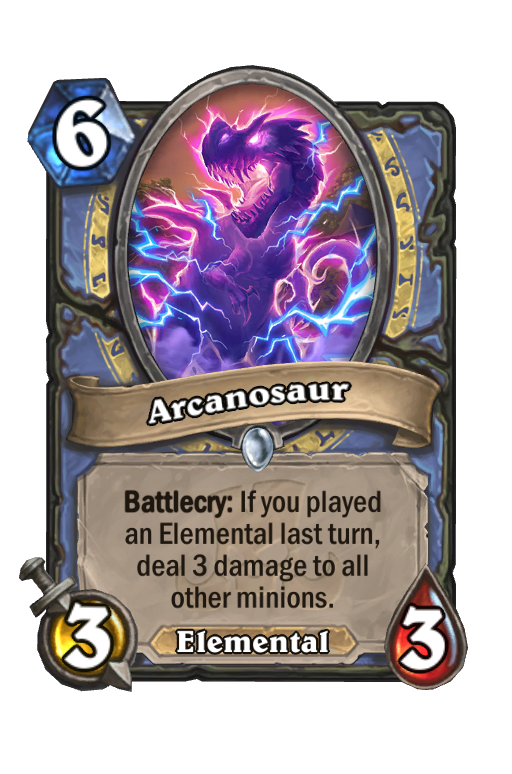 6
Arcanosaur
Battlecry: If you played
an Elemental last turn,
deal 3 damage to all
other minions.
3
Elemental
3